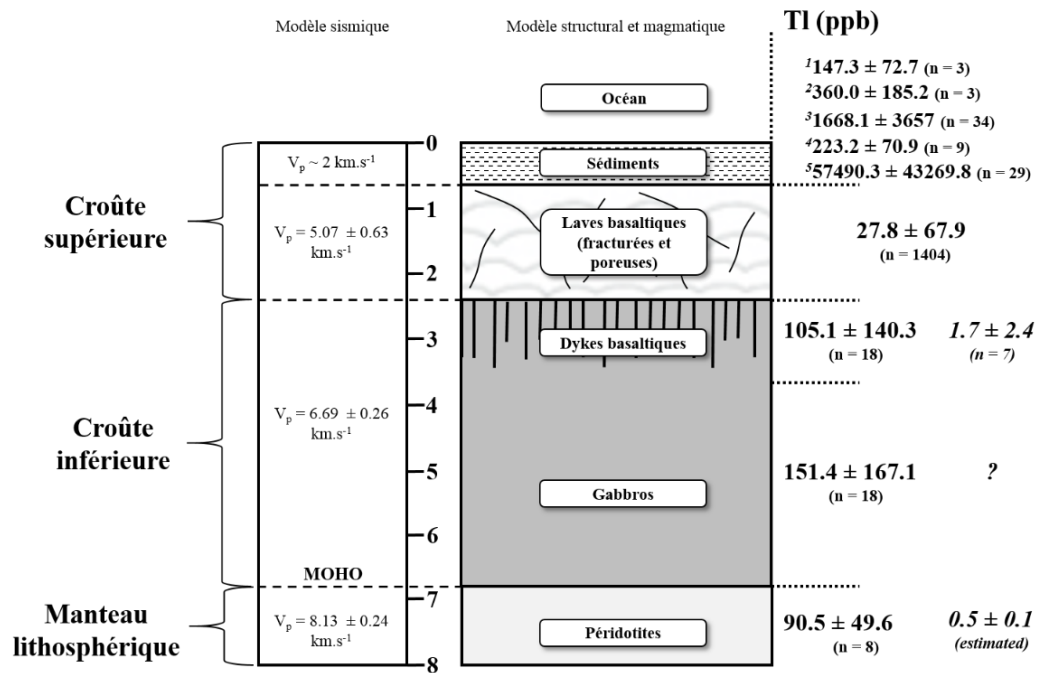 Modèle sismique
Modèle structural et magmatique
Tl (ppb)
Océan
¹147.3 ± 72.7 (n = 3)
²360.0 ± 185.2 (n = 3)
³1668.1 ± 3657 (n = 34)
⁴223.2 ± 70.9 (n = 9)
⁵57490.3 ± 43269.8 (n = 29)
0
Vp ~ 2 km.s-1
Sédiments
Croûte
supérieure
1
Vp = 5.07 ± 0.63
km.s-1
2
Laves basaltiques
(fracturées et
poreuses)
27.8 ± 67.9
(n = 1404)
3
Dykes basaltiques
105.1 ± 140.3
(n = 18)
1.7 ± 2.4
(n = 7)
Croûte
inférieure
4
Vp = 6.69 ± 0.26
km.s-1
5
Gabbros
151.4 ± 167.1
(n = 18)
?
6
MOHO
7
Manteau
lithosphérique
Vp = 8.13 ± 0.24
km.s-1
Péridotites
90.5 ± 49.6
(n = 8)
0.5 ± 0.1
(estimated)
8